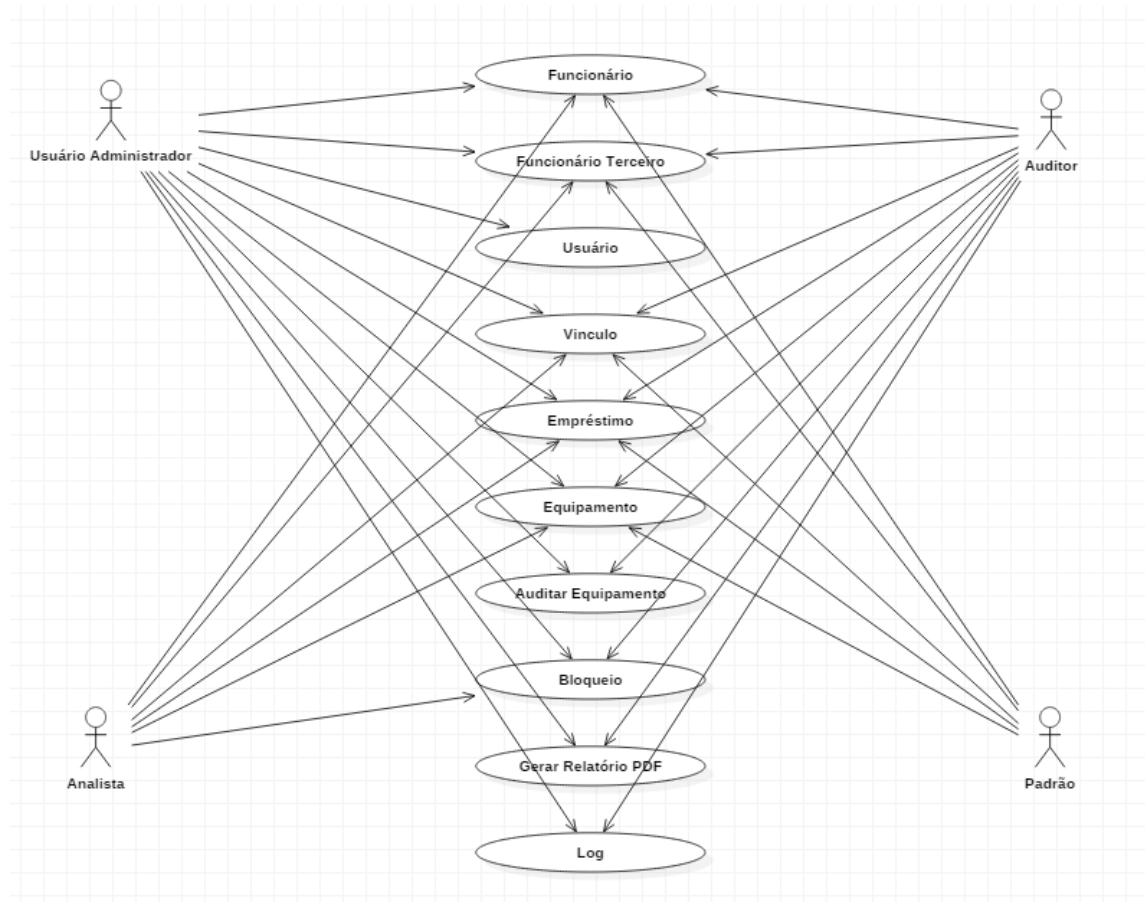 Funcionário
Usuário Administrador
Funcionário Terceiro
Auditor
Usuário
Vinculo
Empréstimo
Equipamento
Auditar Equipamento
Bloqueio
Gerar Relatório PDF
Analista
Padrão
Log